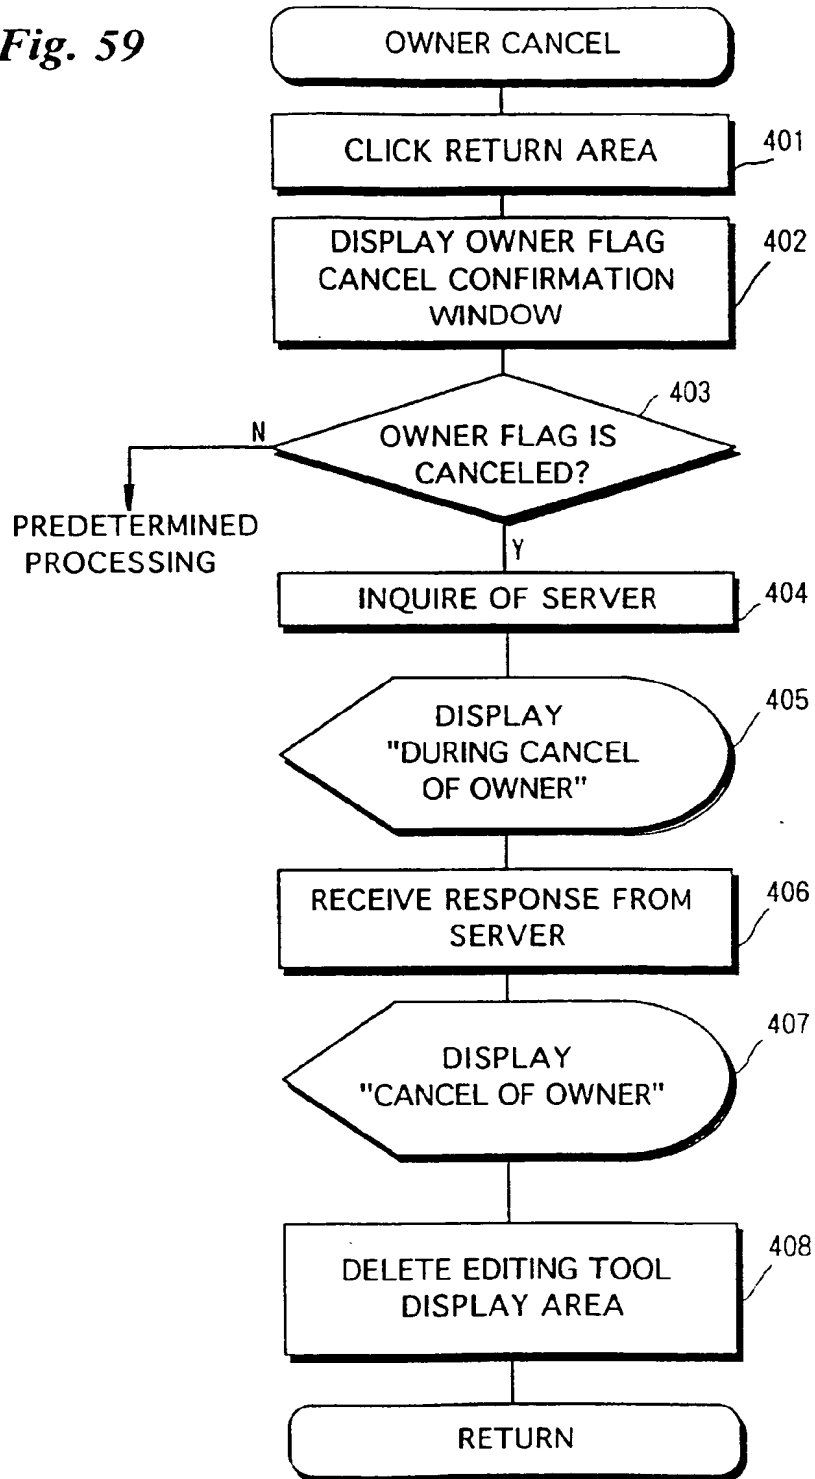 Fig. 59
OWNER CANCEL
CLICK RETURN AREA
401
DISPLAY OWNER FLAG
CANCEL CONFIRMATION
WINDOW
402
403
OWNER FLAG IS
CANCELED?
N
PREDETERMINED
PROCESSING
Y
INQUIRE OF SERVER
404
DISPLAY
"DURING CANCEL
OF OWNER"
405
RECEIVE RESPONSE FROM
SERVER
406
DISPLAY
"CANCEL OF OWNER"
407
DELETE EDITING TOOL
DISPLAY AREA
408
RETURN